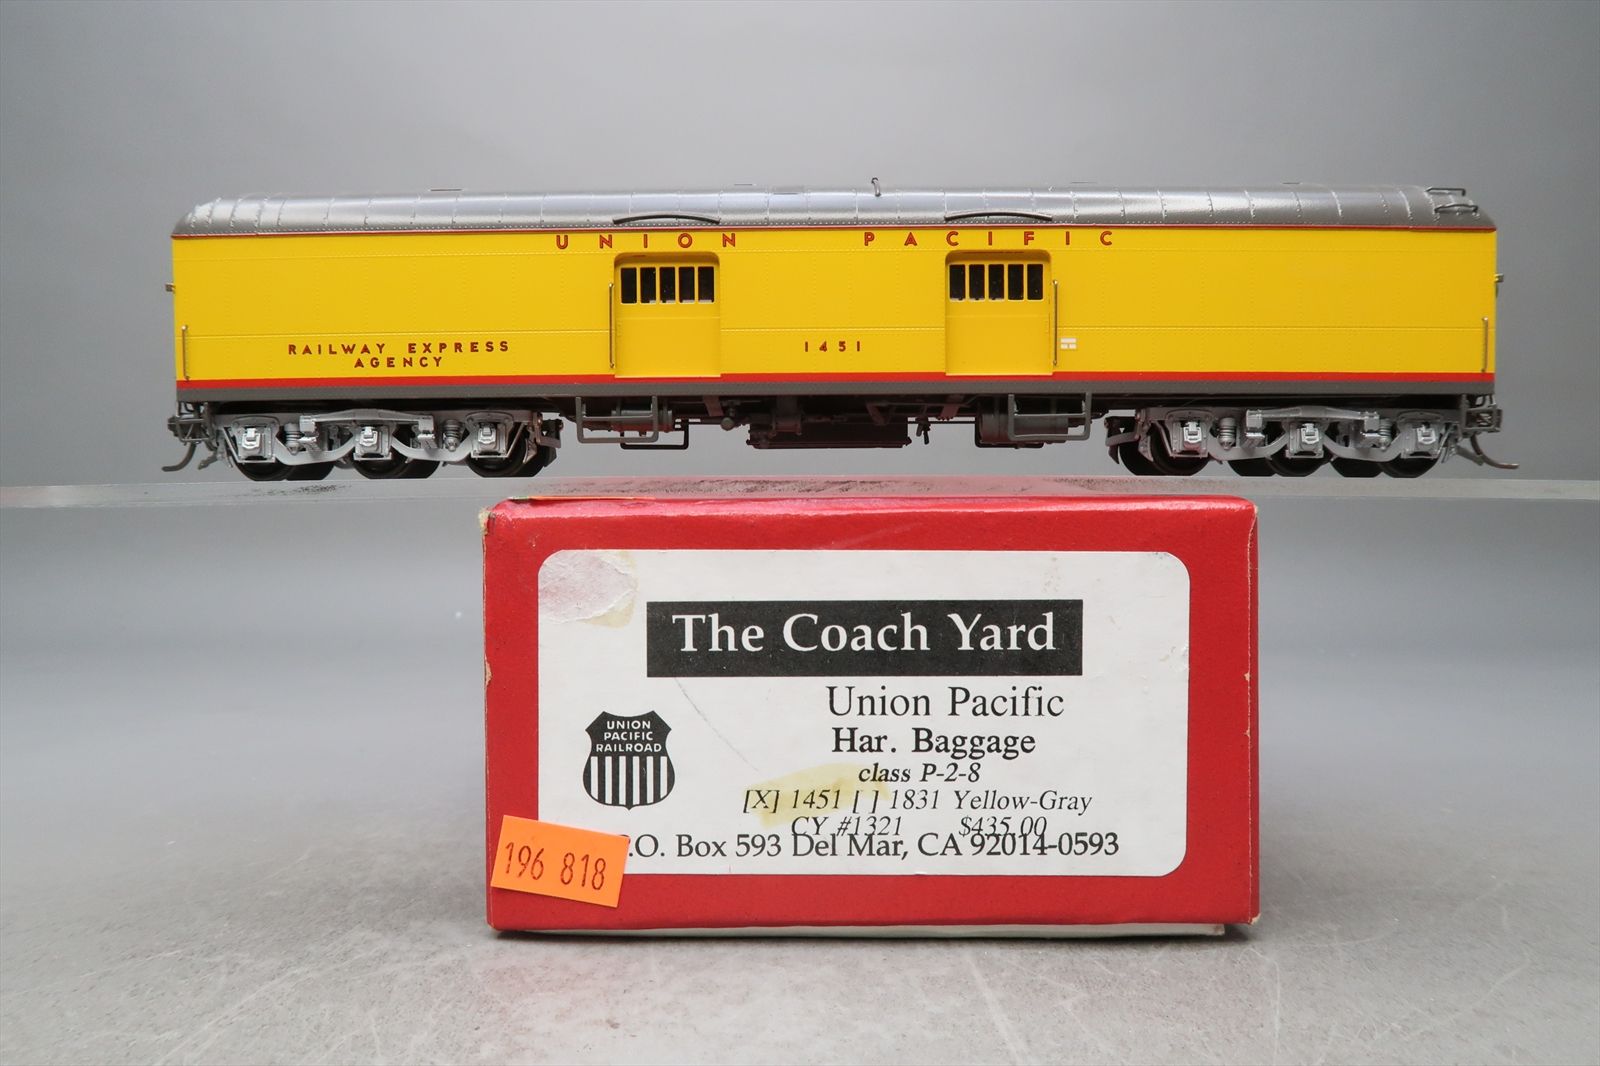 UNION PACIFIC
RAILWAY EXPRESS
AGENCY
1451
The Coach Yard
Union Pacific
Har. Baggage
class P-2-8
[X] 1451 [ ] 1831 Yellow-Gray
CY #1321 $435.00
.O. Box 593 Del Mar, CA 92014-0593
UNION
PACIFIC
RAILROAD
196 818